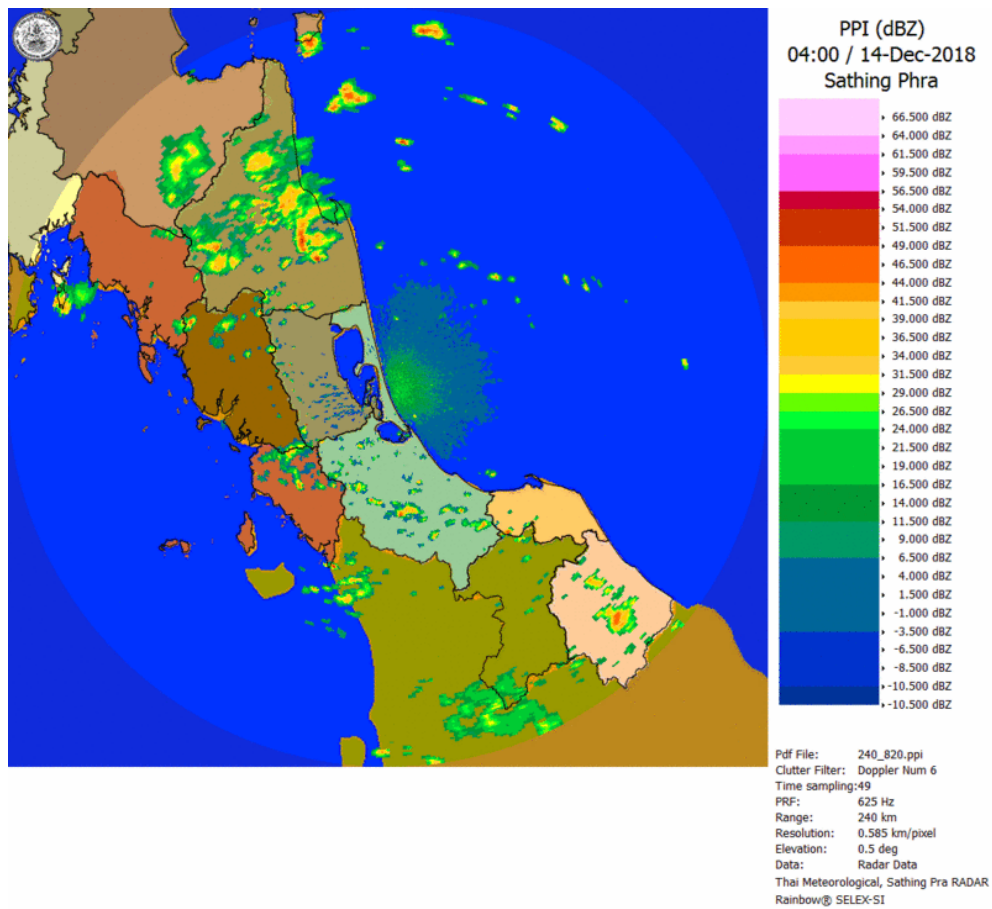 PPI (dBZ)
04:00 / 14-Dec-2018
Sathing Phra
66.500 dBZ
64.000 dBZ
61.500 dBZ
59.500 dBZ
56.500 dBZ
54.000 dBZ
51.500 dBZ
49.000 dBZ
46.500 dBZ
44.000 dBZ
41.500 dBZ
39.000 dBZ
36.500 dBZ
34.000 dBZ
31.500 dBZ
29.000 dBZ
26.500 dBZ
24.000 dBZ
21.500 dBZ
19.000 dBZ
16.500 dBZ
14.000 dBZ
11.500 dBZ
9.000 dBZ
6.500 dBZ
4.000 dBZ
1.500 dBZ
-1.000 dBZ
-3.500 dBZ
-6.500 dBZ
-8.500 dBZ
-10.500 dBZ
-10.500 dBZ
Pdf File: 240_820.ppi
Clutter Filter: Doppler Num 6
Time sampling:49
PRF: 625 Hz
Range: 240 km
Resolution: 0.585 km/pixel
Elevation: 0.5 deg
Data: Radar Data
Thai Meteorological, Sathing Pra RADAR
Rainbow® SELEX-SI